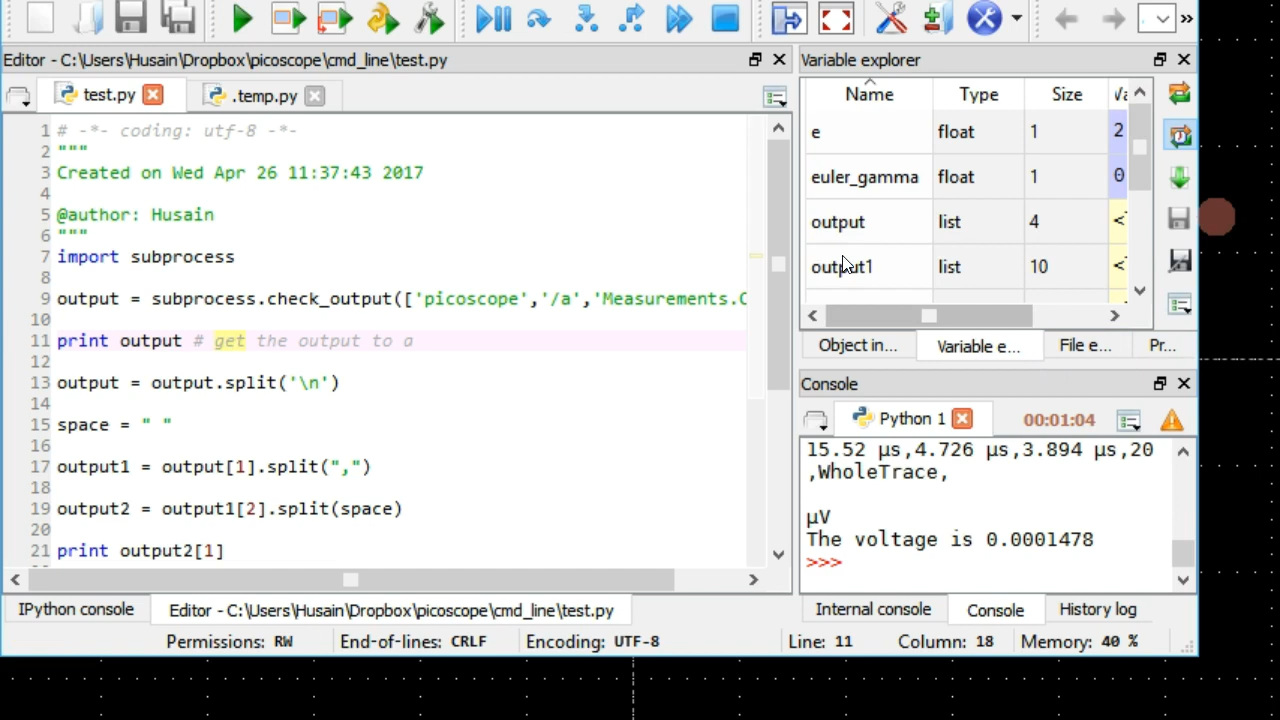 Editor - C:\Users\Husain\Dropbox\picoscope\cmd_line\test.py
test.py
.temp.py
1 # -*- coding: utf-8 -*-
2 """
3 Created on Wed Apr 26 11:37:43 2017
4
5 @author: Husain
6 """
7 import subprocess
8
9 output = subprocess.check_output(['picoscope','/a','Measurements.C
10
11 print output # get the output to a
12
13 output = output.split('\n')
14
15 space = " "
16
17 output1 = output[1].split(",")
18
19 output2 = output1[2].split(space)
20
21 print output2[1]
IPython console
Editor - C:\Users\Husain\Dropbox\picoscope\cmd_line\test.py
Variable explorer
Name Type Size
e float 1 2
euler_gamma float 1 0
output list 4 <
output1 list 10 <
Object in... Variable e... File e... Pr...
Console
Python 1 00:01:04
15.52 µs,4.726 µs,3.894 µs,20
,WholeTrace,
µV
The voltage is 0.0001478
>>>
Internal console Console History log
Permissions: RW End-of-lines: CRLF Encoding: UTF-8 Line: 11 Column: 18 Memory: 40 %